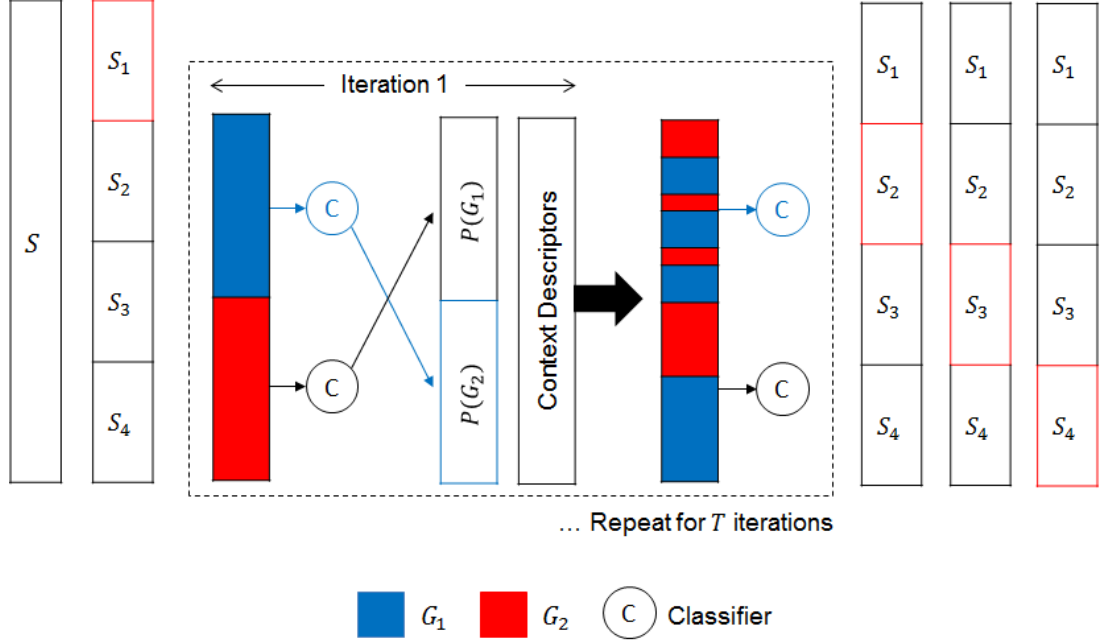 S
S₁
S₂
S₃
S₄
Iteration 1
C
C
P(G₁)
P(G₂)
Context Descriptors
C
C
S₁
S₂
S₃
S₄
S₁
S₂
S₃
S₄
S₁
S₂
S₃
S₄
... Repeat for T iterations
G₁
G₂
C
Classifier